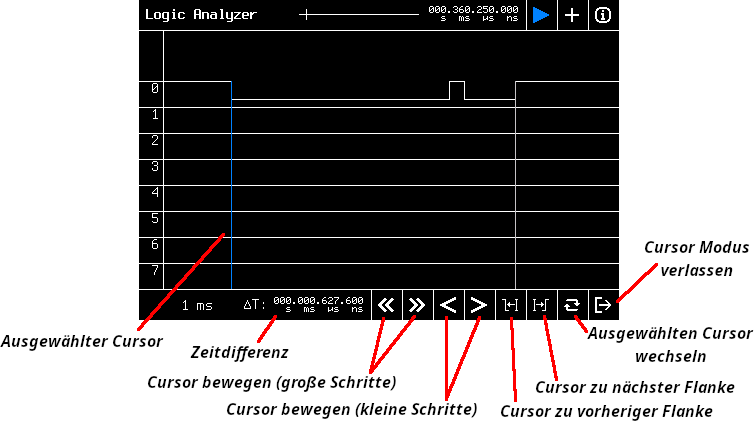 Logic Analyzer
000.360.250.000
s ms µs ns
0
1
2
3
4
5
6
7
1 ms
ΔT: 000.000.627.600
s ms µs ns
Cursor Modus
verlassen
Ausgewählter Cursor
Zeitdifferenz
Ausgewählten Cursor
wechseln
Cursor bewegen (große Schritte)
Cursor zu nächster Flanke
Cursor bewegen (kleine Schritte)
Cursor zu vorheriger Flanke